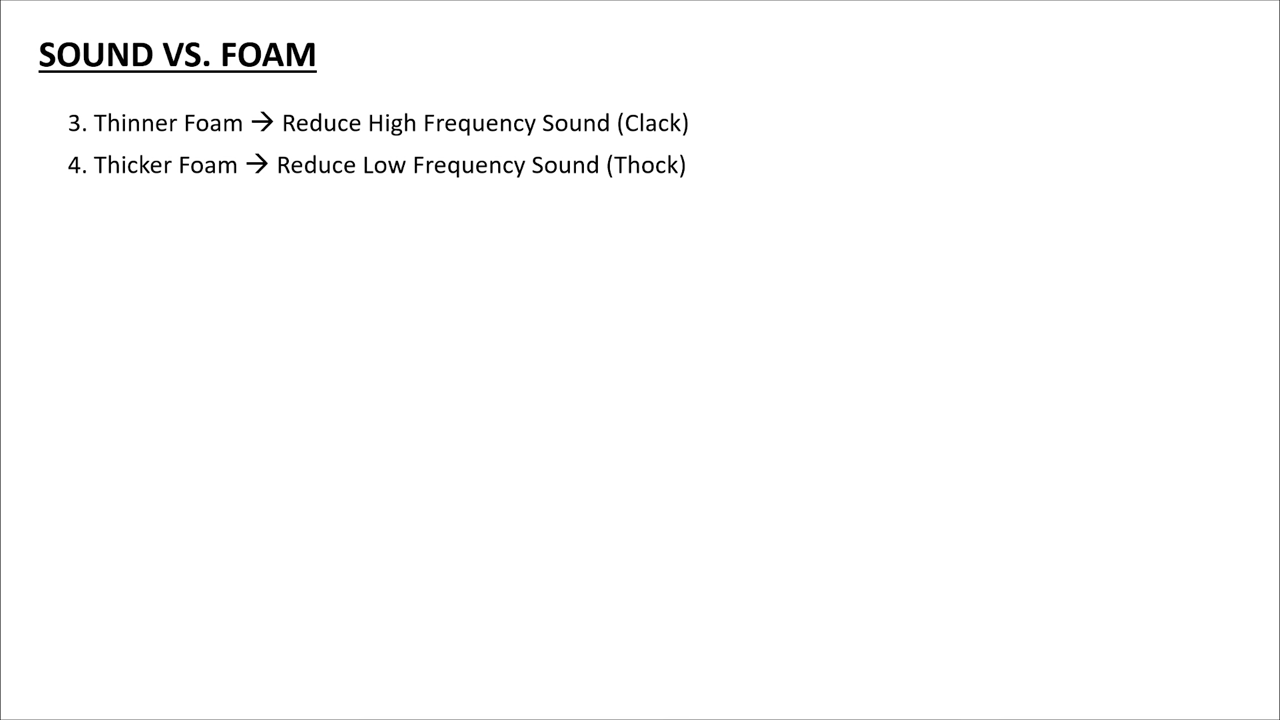 SOUND VS. FOAM
3. Thinner Foam → Reduce High Frequency Sound (Clack)
4. Thicker Foam → Reduce Low Frequency Sound (Thock)